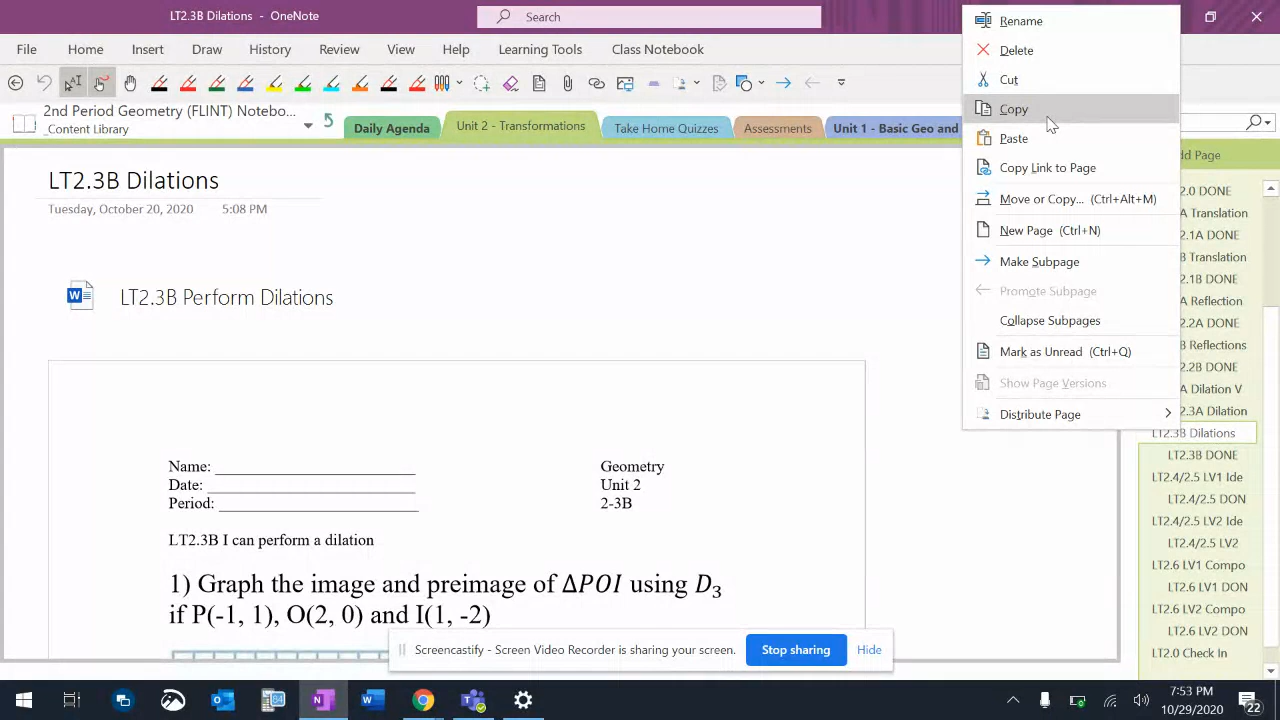 LT2.3B Dilations - OneNote
Search
File Home Insert Draw History Review View Help Learning Tools Class Notebook
2nd Period Geometry (FLINT) Notebo...
_Content Library
Daily Agenda
Unit 2 - Transformations
Take Home Quizzes
Assessments
Unit 1 - Basic Geo and
Rename
Delete
Cut
Copy
Paste
Copy Link to Page
Move or Copy... (Ctrl+Alt+M)
New Page (Ctrl+N)
Make Subpage
Promote Subpage
Collapse Subpages
Mark as Unread (Ctrl+Q)
Show Page Versions
Distribute Page
dd Page
T2.0 DONE
A Translation
2.1A DONE
B Translation
2.1B DONE
A Reflection
2.2A DONE
B Reflections
2.2B DONE
A Dilation V
2.3A Dilation
LT2.3B Dilations
LT2.3B DONE
LT2.4/2.5 LV1 Ide
LT2.4/2.5 DON
LT2.4/2.5 LV2 Ide
LT2.4/2.5 LV2
LT2.6 LV1 Compo
LT2.6 LV1 DON
LT2.6 LV2 Compo
LT2.6 LV2 DON
LT2.0 Check In
LT2.3B Dilations
Tuesday, October 20, 2020 5:08 PM
LT2.3B Perform Dilations
Name: ____________________ Geometry
Date: ____________________ Unit 2
Period: ____________________ 2-3B
LT2.3B I can perform a dilation
1) Graph the image and preimage of ΔPOI using D₃
if P(-1, 1), O(2, 0) and I(1, -2)
Screencastify - Screen Video Recorder is sharing your screen.
Stop sharing
Hide
7:53 PM
10/29/2020
22